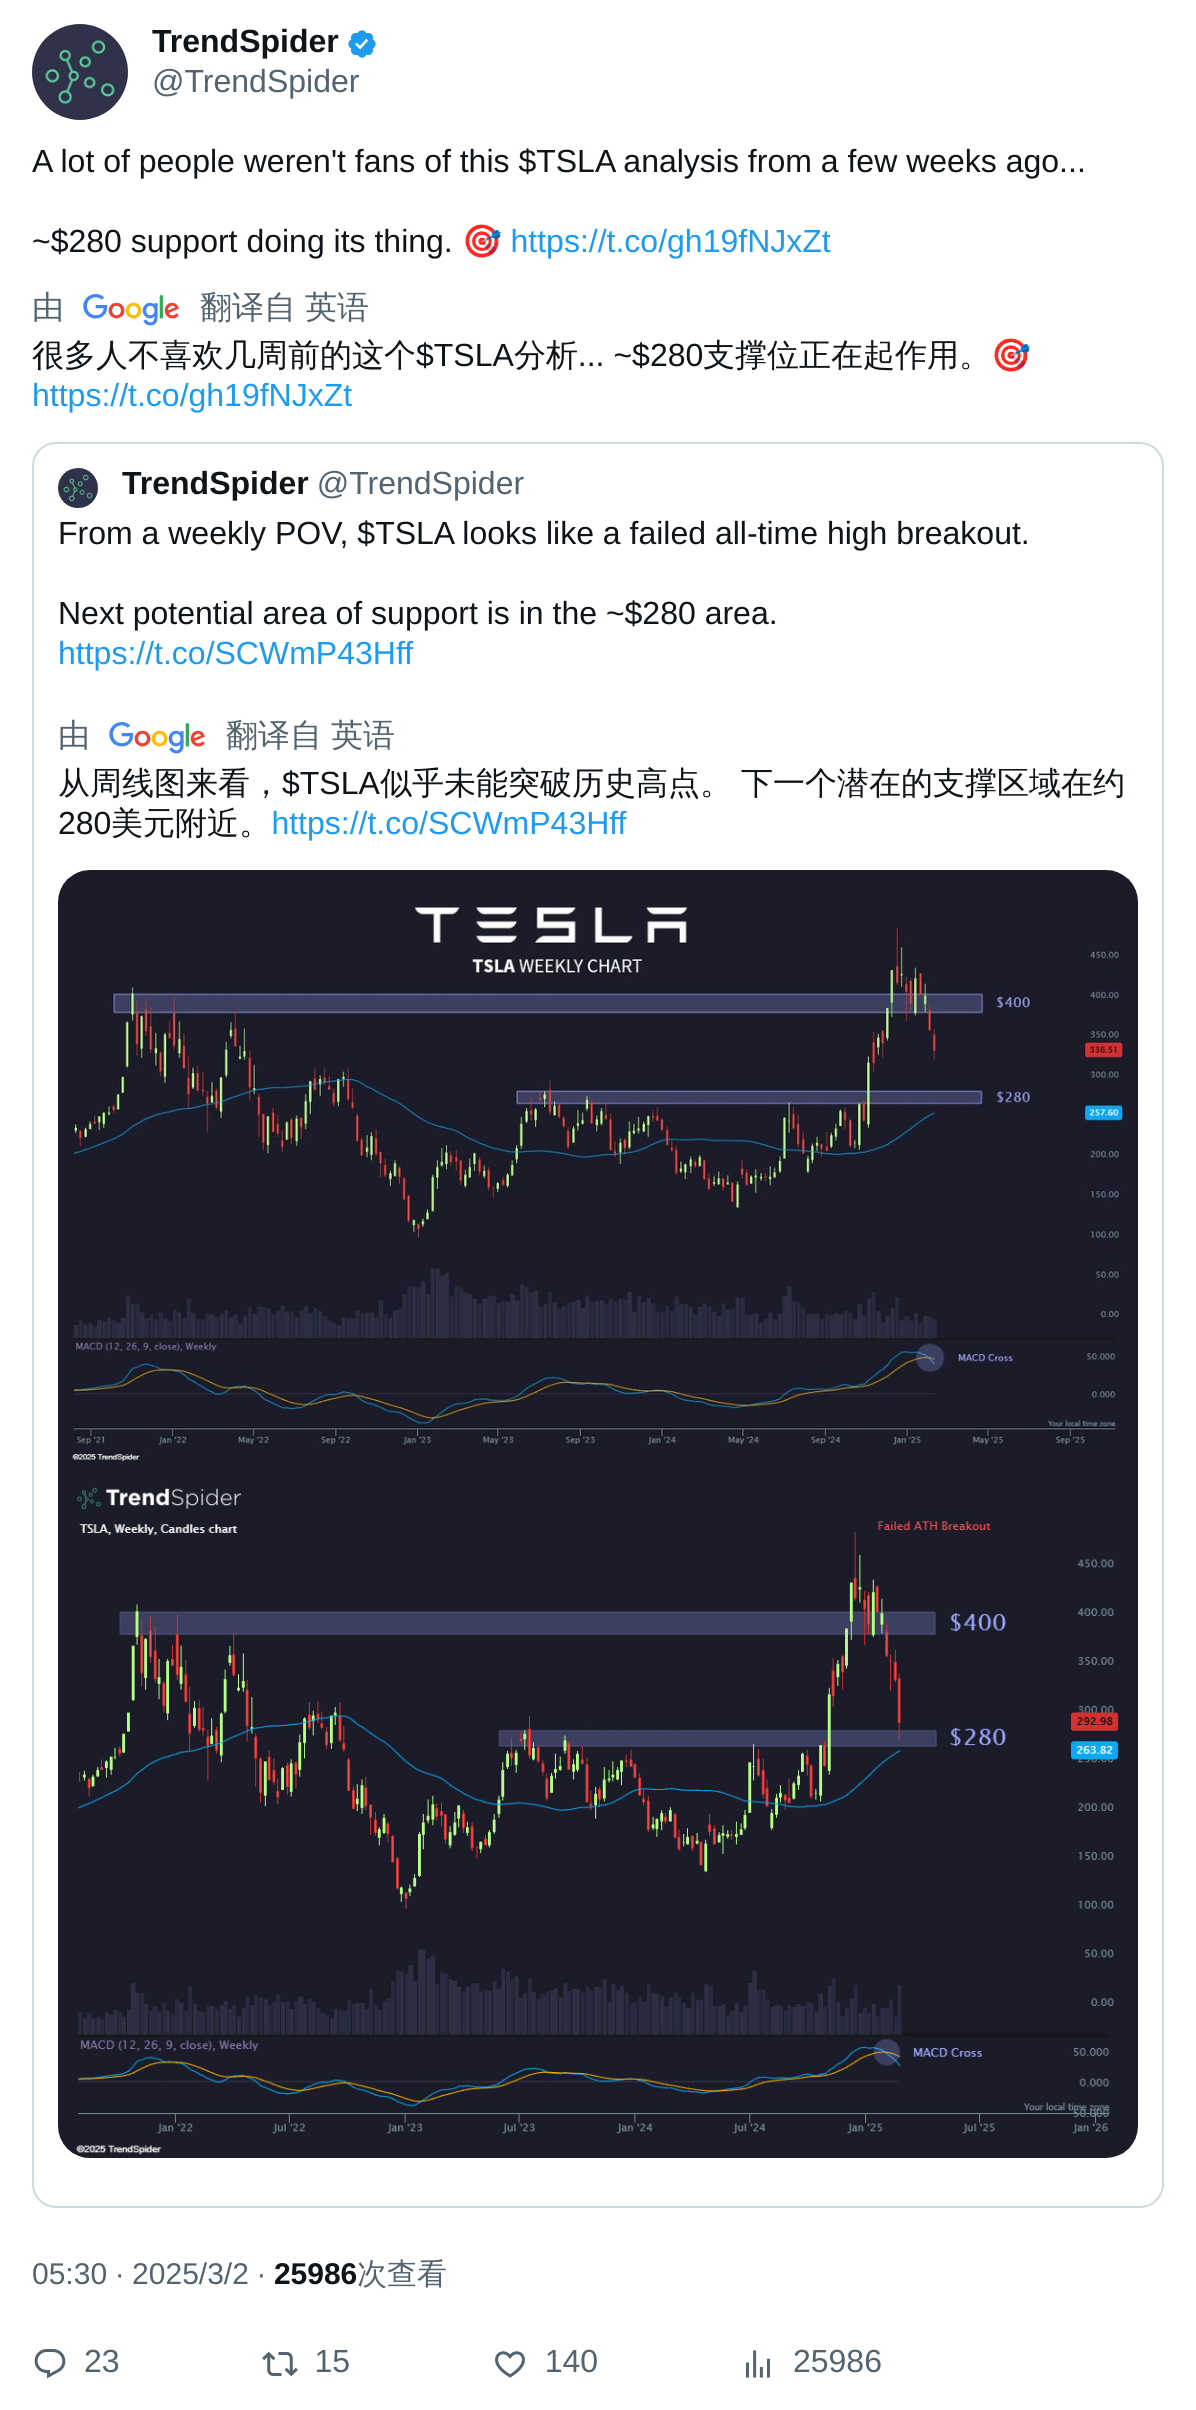 TrendSpider
@TrendSpider
A lot of people weren't fans of this $TSLA analysis from a few weeks ago...
~$280 support doing its thing. 🎯 https://t.co/gh19fNJxZt
由 Google 翻译自 英语
很多人不喜欢几周前的这个$TSLA分析... ~$280支撑位正在起作用。🎯
https://t.co/gh19fNJxZt
TrendSpider @TrendSpider
From a weekly POV, $TSLA looks like a failed all-time high breakout.
Next potential area of support is in the ~$280 area.
https://t.co/SCWmP43Hff
由 Google 翻译自 英语
从周线图来看，$TSLA似乎未能突破历史高点。 下一个潜在的支撑区域在约
280美元附近。https://t.co/SCWmP43Hff
TESLA
TSLA WEEKLY CHART
450.00
400.00
$400
350.00
336.51
300.00
$280
257.60
200.00
150.00
100.00
50.00
0.00
MACD (12, 26, 9, close), Weekly
MACD Cross
50.000
0.000
Your local time zone
Sep '21 Jan '22 May '22 Sep '22 Jan '23 May '23 Sep '23 Jan '24 May '24 Sep '24 Jan '25 May '25 Sep '25
©2025 TrendSpider
TrendSpider
TSLA, Weekly, Candles chart
Failed ATH Breakout
450.00
400.00
$400
350.00
300.00
292.98
$280
263.82
250.00
200.00
150.00
100.00
50.00
0.00
MACD (12, 26, 9, close), Weekly
MACD Cross
50.000
0.000
Your local time zone
50.000
Jan '22 Jul '22 Jan '23 Jul '23 Jan '24 Jul '24 Jan '25 Jul '25 Jan '26
©2025 TrendSpider
05:30 · 2025/3/2 · 25986次查看
23 15 140 25986